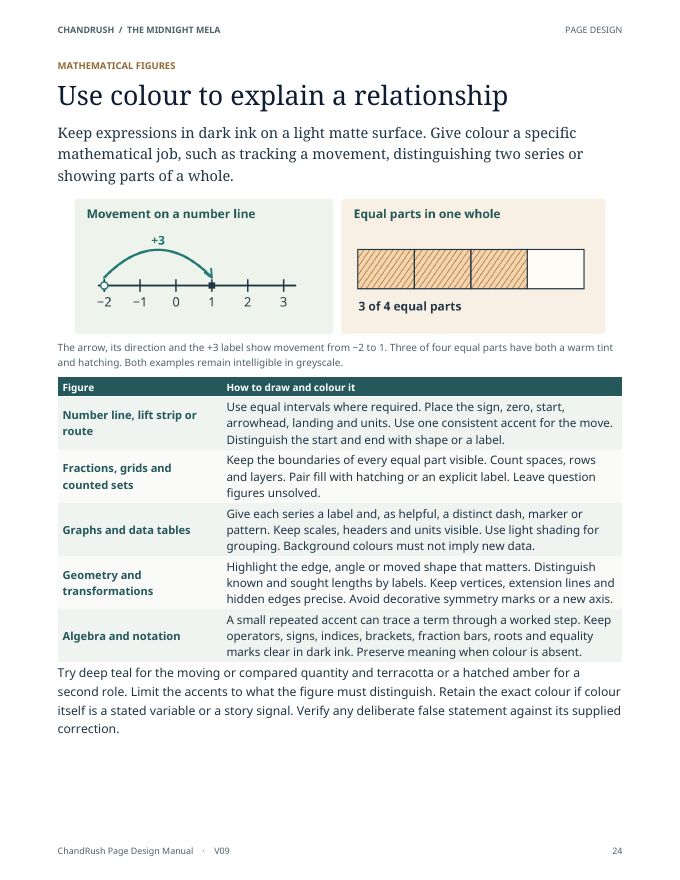 CHANDRUSH / THE MIDNIGHT MELA
PAGE DESIGN
MATHEMATICAL FIGURES
Use colour to explain a relationship
Keep expressions in dark ink on a light matte surface. Give colour a specific
mathematical job, such as tracking a movement, distinguishing two series or
showing parts of a whole.
Movement on a number line
+3
−2 −1 0 1 2 3
Equal parts in one whole
3 of 4 equal parts
The arrow, its direction and the +3 label show movement from −2 to 1. Three of four equal parts have both a warm tint
and hatching. Both examples remain intelligible in greyscale.
Figure
How to draw and colour it
Number line, lift strip or
route
Use equal intervals where required. Place the sign, zero, start,
arrowhead, landing and units. Use one consistent accent for the move.
Distinguish the start and end with shape or a label.
Fractions, grids and
counted sets
Keep the boundaries of every equal part visible. Count spaces, rows
and layers. Pair fill with hatching or an explicit label. Leave question
figures unsolved.
Graphs and data tables
Give each series a label and, as helpful, a distinct dash, marker or
pattern. Keep scales, headers and units visible. Use light shading for
grouping. Background colours must not imply new data.
Geometry and
transformations
Highlight the edge, angle or moved shape that matters. Distinguish
known and sought lengths by labels. Keep vertices, extension lines and
hidden edges precise. Avoid decorative symmetry marks or a new axis.
Algebra and notation
A small repeated accent can trace a term through a worked step. Keep
operators, signs, indices, brackets, fraction bars, roots and equality
marks clear in dark ink. Preserve meaning when colour is absent.
Try deep teal for the moving or compared quantity and terracotta or a hatched amber for a
second role. Limit the accents to what the figure must distinguish. Retain the exact colour if colour
itself is a stated variable or a story signal. Verify any deliberate false statement against its supplied
correction.
ChandRush Page Design Manual · V09
24